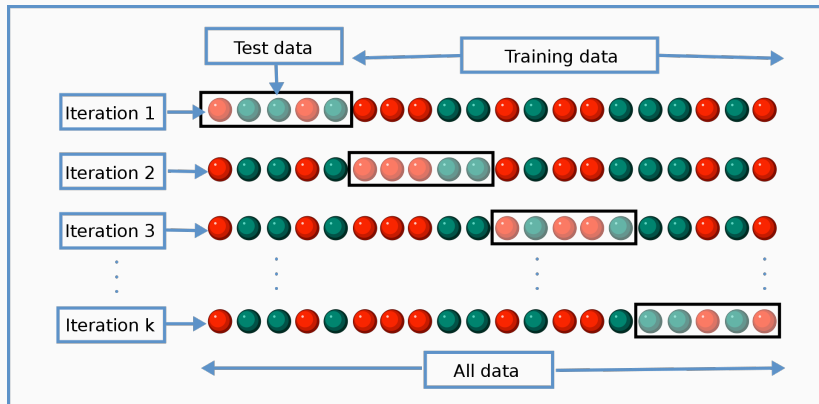 Test data
Training data
Iteration 1
Iteration 2
Iteration 3
Iteration k
All data